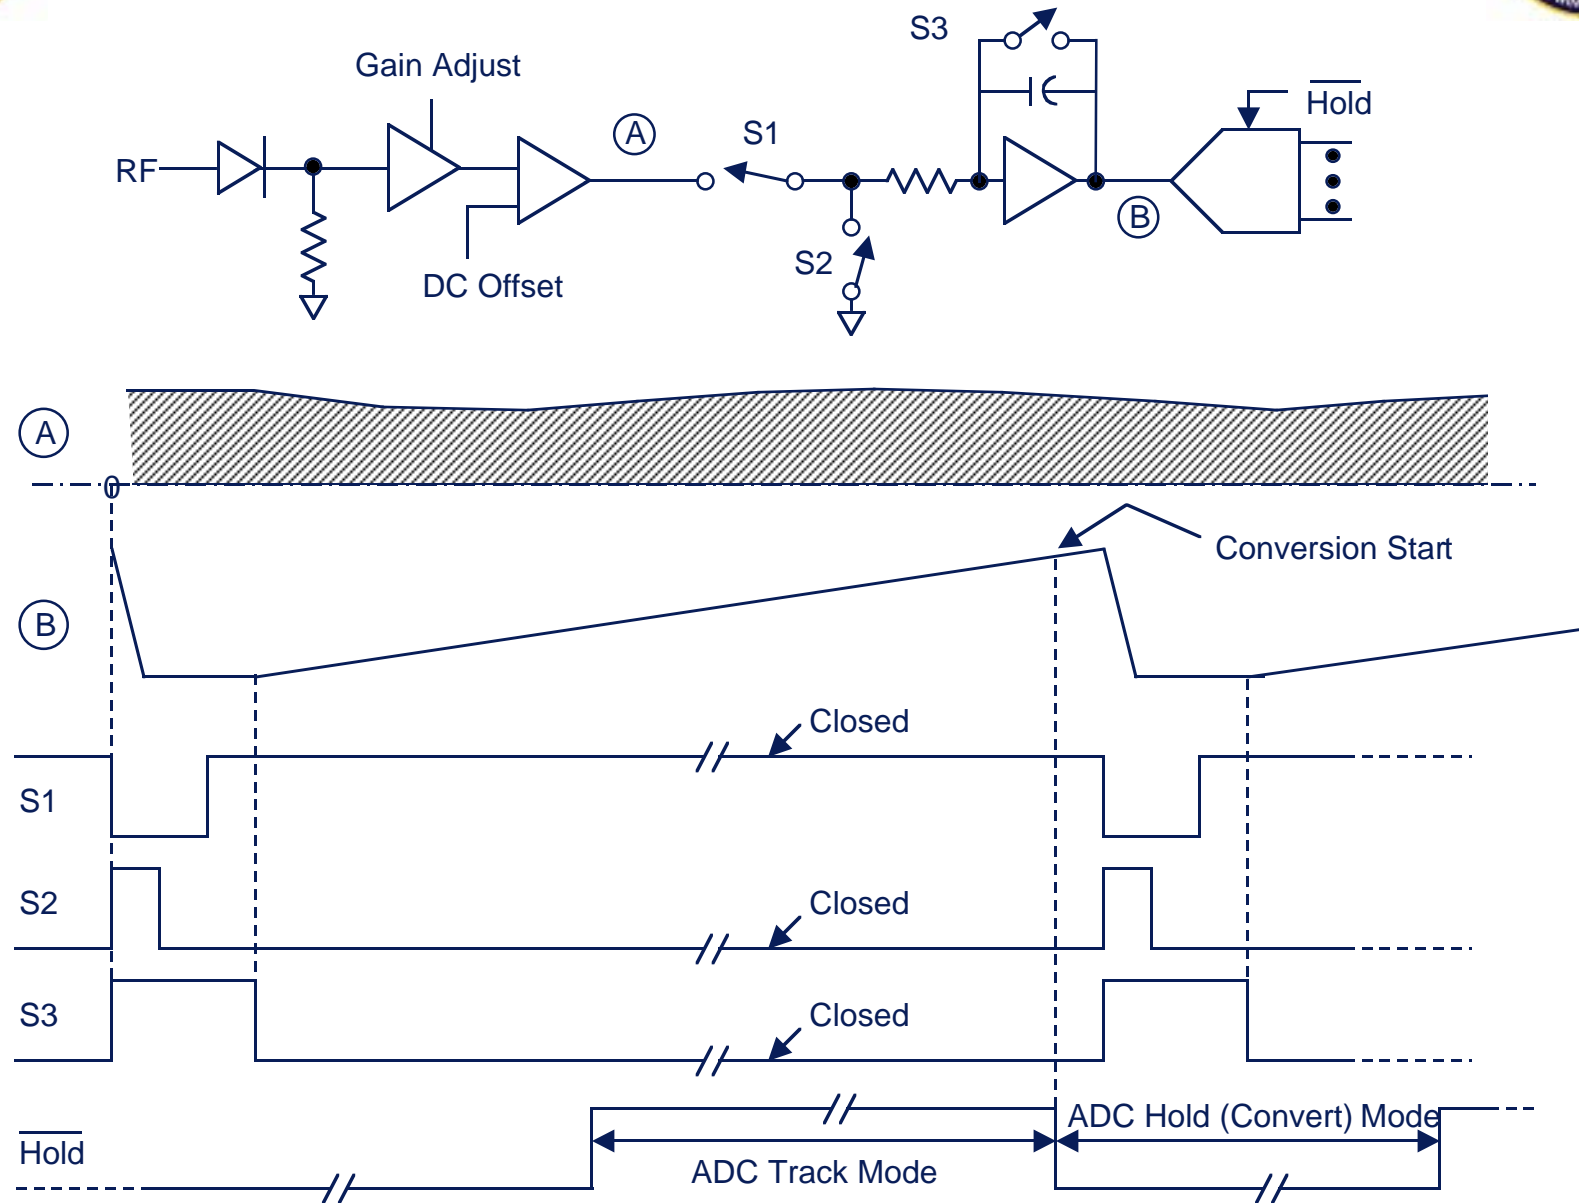 S3
Gain Adjust
Hold
A
S1
RF
B
S2
DC Offset
A
0
Conversion Start
B
Closed
S1
Closed
S2
Closed
S3
ADC Hold (Convert) Mode
Hold
ADC Track Mode